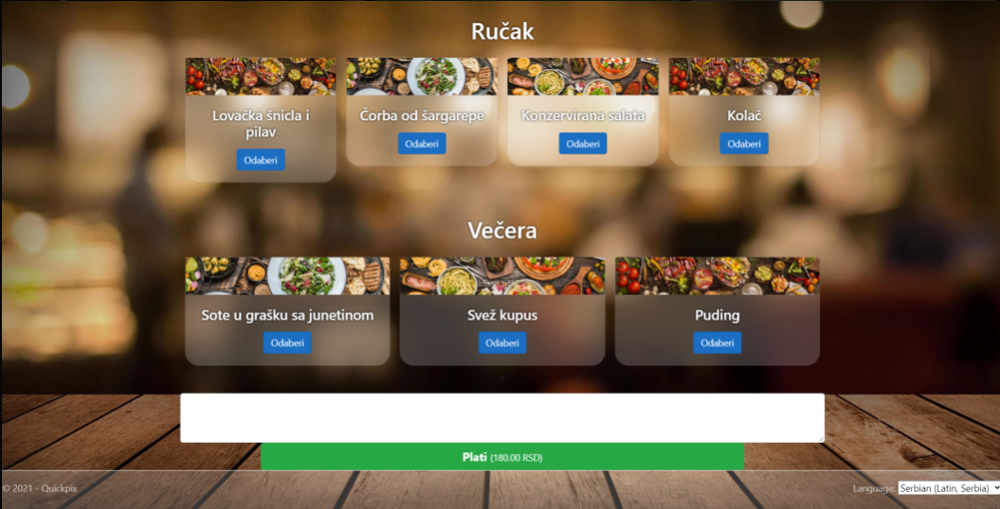 Ručak
Lovačka šnicla i
pilav
Odaberi
Čorba od šargarepe
Odaberi
Konzervirana salata
Odaberi
Kolač
Odaberi
Večera
Sote u grašku sa junetinom
Odaberi
Svež kupus
Odaberi
Puding
Odaberi
Plati (180.00 RSD)
© 2021 - Quickpix
Language: Serbian (Latin, Serbia)